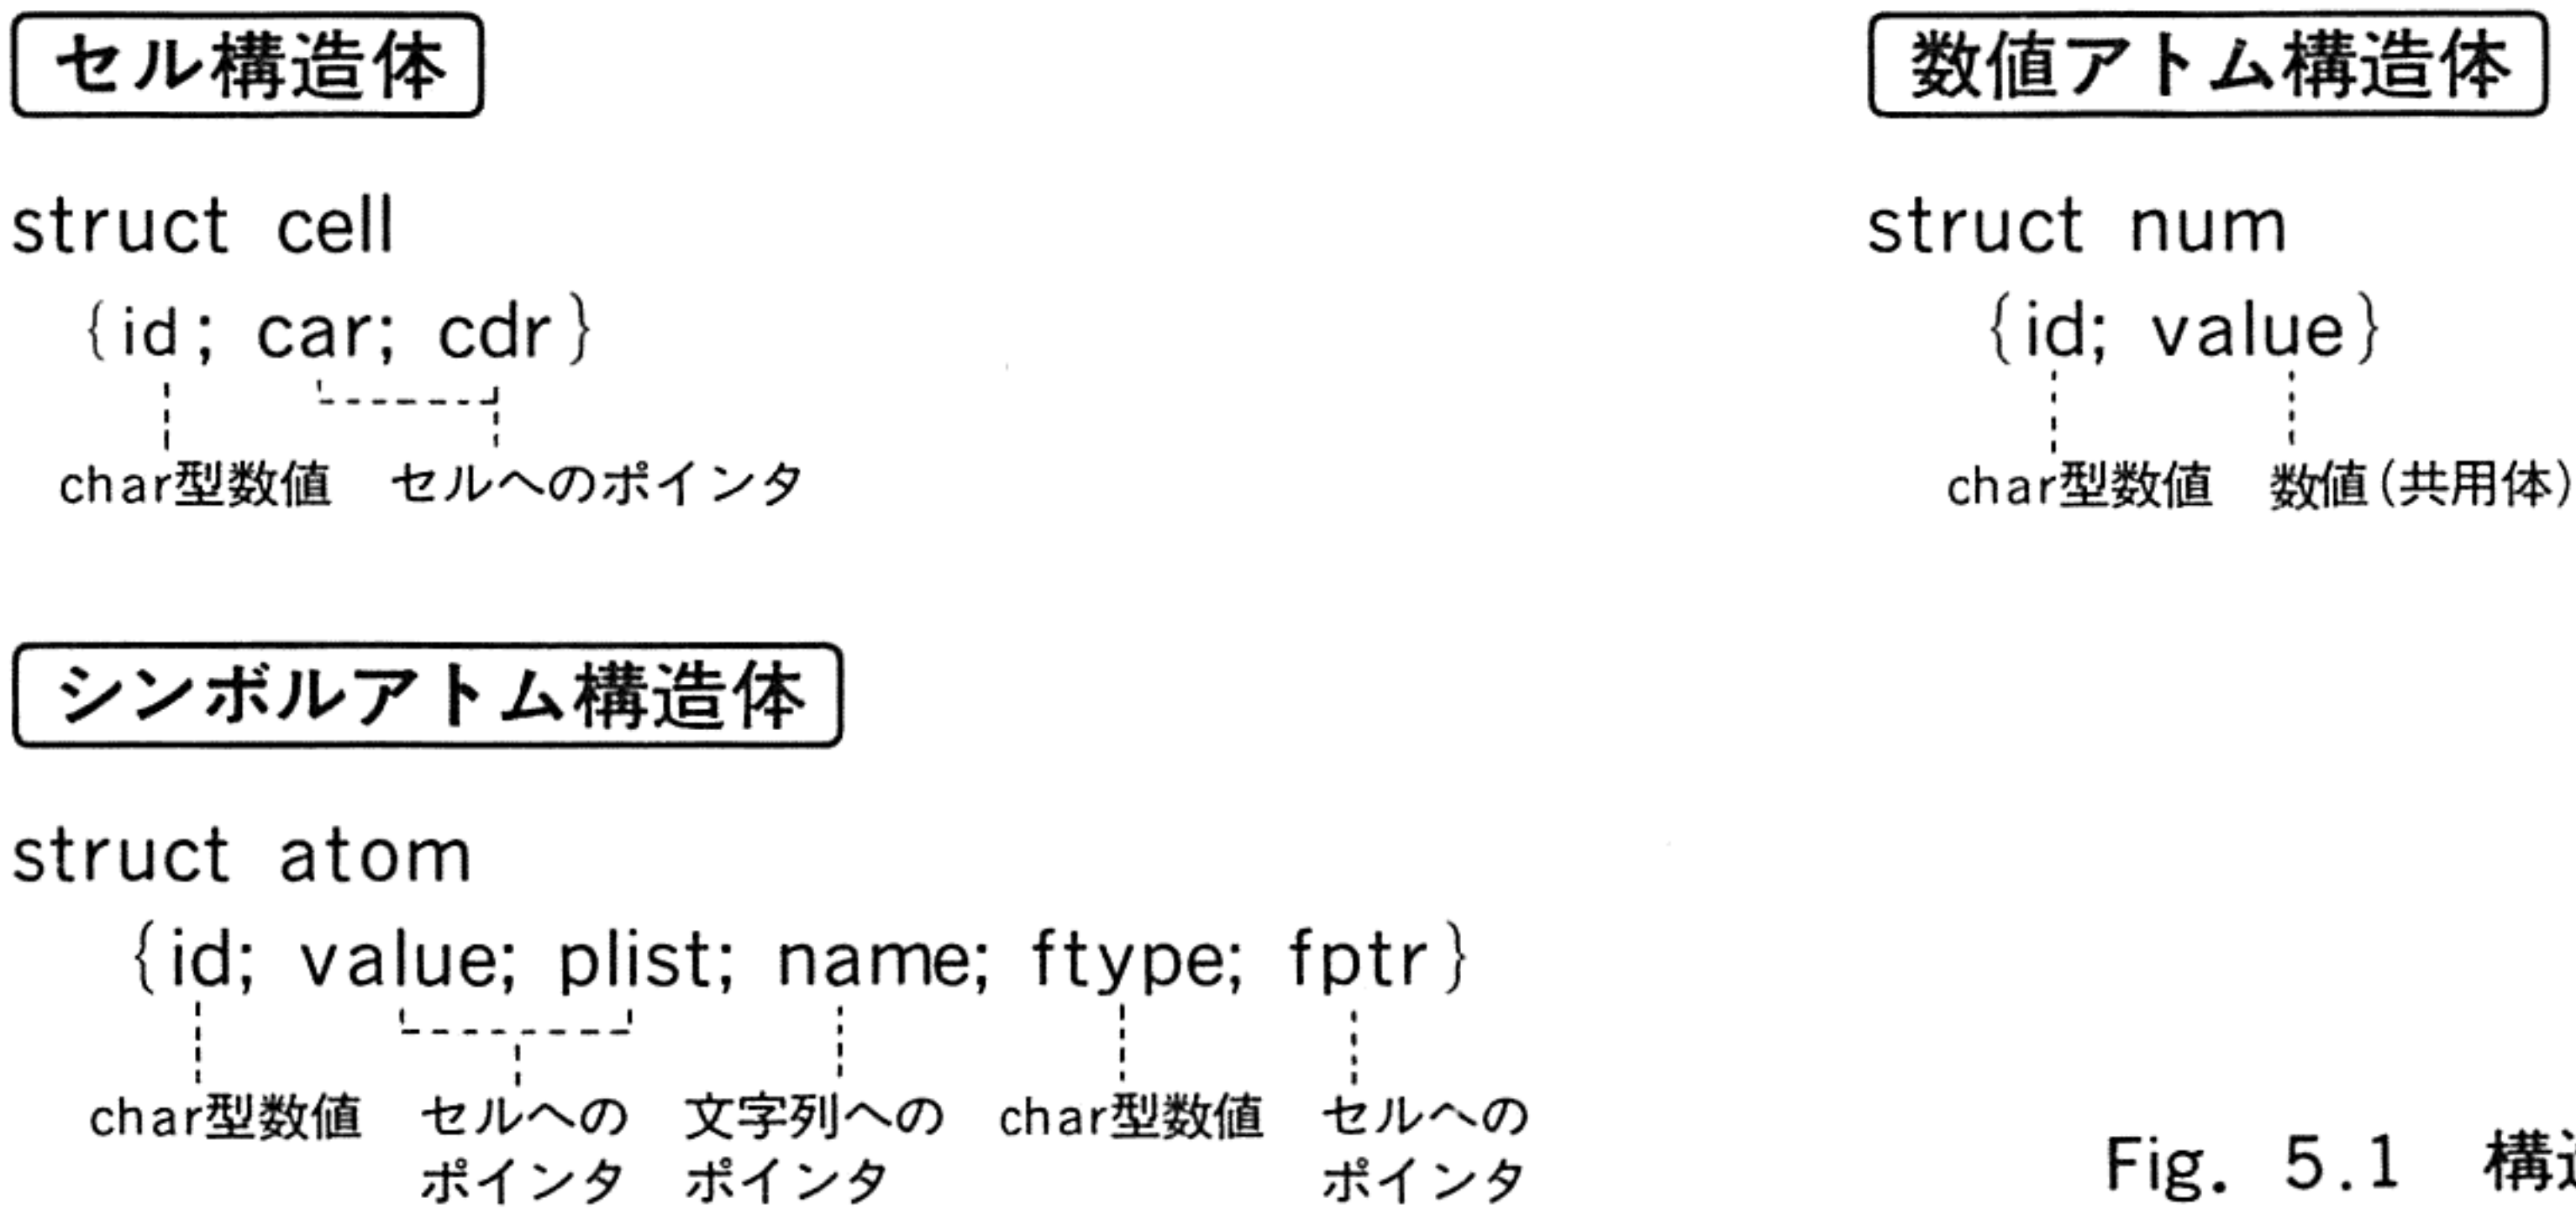 セル構造体
struct cell
{id; car; cdr}
char型数値 セルへのポインタ
数値アトム構造体
struct num
{id; value}
char型数値 数値(共用体)
シンボルアトム構造体
struct atom
{id; value; plist; name; ftype; fptr}
char型数値 セルへの 文字列への char型数値 セルへの
ポインタ ポインタ ポインタ
Fig. 5.1 構